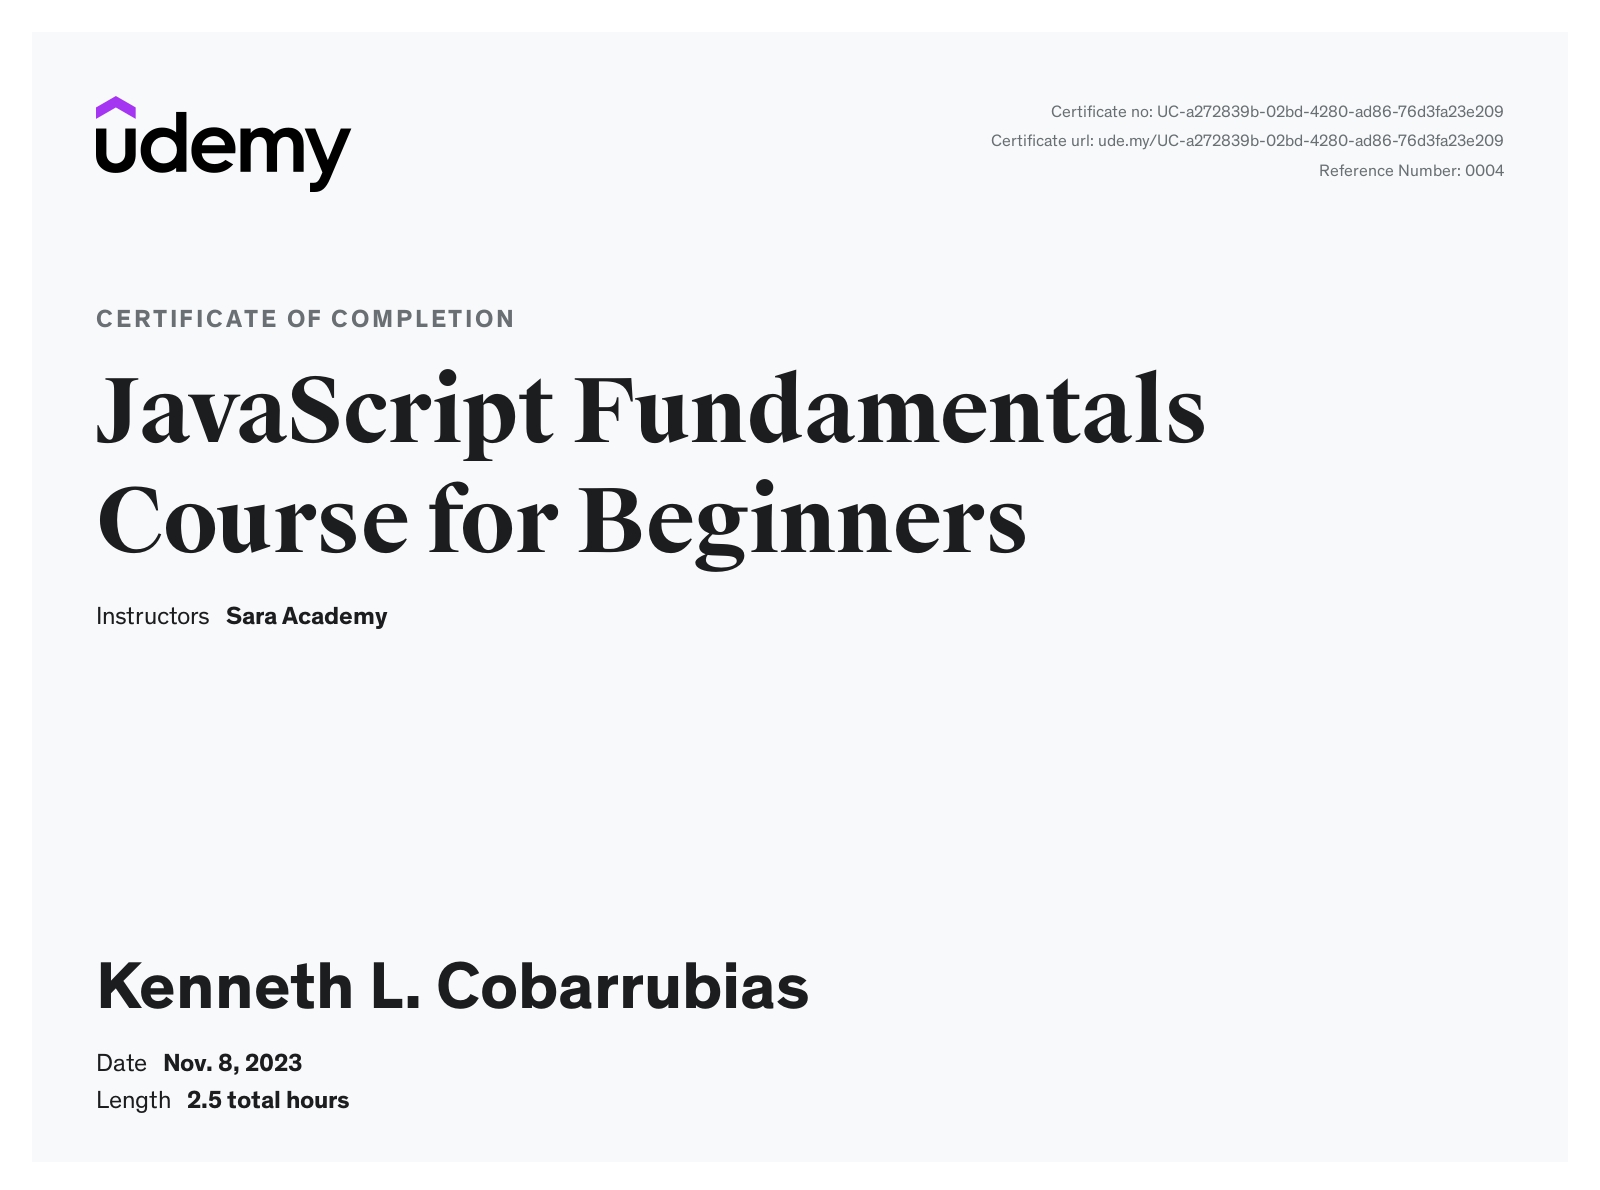 udemy
Certificate no: UC-a272839b-02bd-4280-ad86-76d3fa23e209
Certificate url: ude.my/UC-a272839b-02bd-4280-ad86-76d3fa23e209
Reference Number: 0004
CERTIFICATE OF COMPLETION
JavaScript Fundamentals
Course for Beginners
Instructors Sara Academy
Kenneth L. Cobarrubias
Date Nov. 8, 2023
Length 2.5 total hours